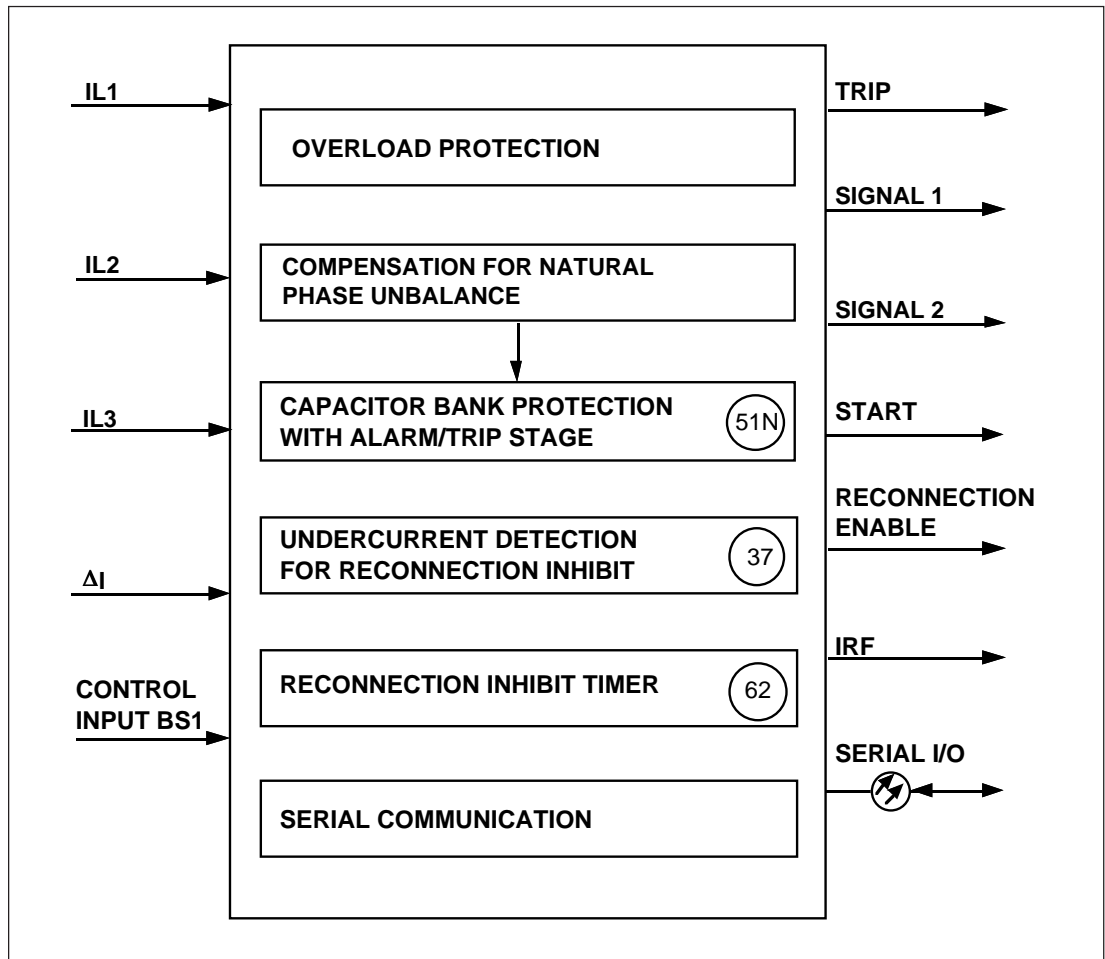 IL1
IL2
IL3
ΔI
CONTROL
INPUT BS1
OVERLOAD PROTECTION
COMPENSATION FOR NATURAL
PHASE UNBALANCE
CAPACITOR BANK PROTECTION
WITH ALARM/TRIP STAGE
51N
UNDERCURRENT DETECTION
FOR RECONNECTION INHIBIT
37
RECONNECTION INHIBIT TIMER
62
SERIAL COMMUNICATION
TRIP
SIGNAL 1
SIGNAL 2
START
RECONNECTION
ENABLE
IRF
SERIAL I/O